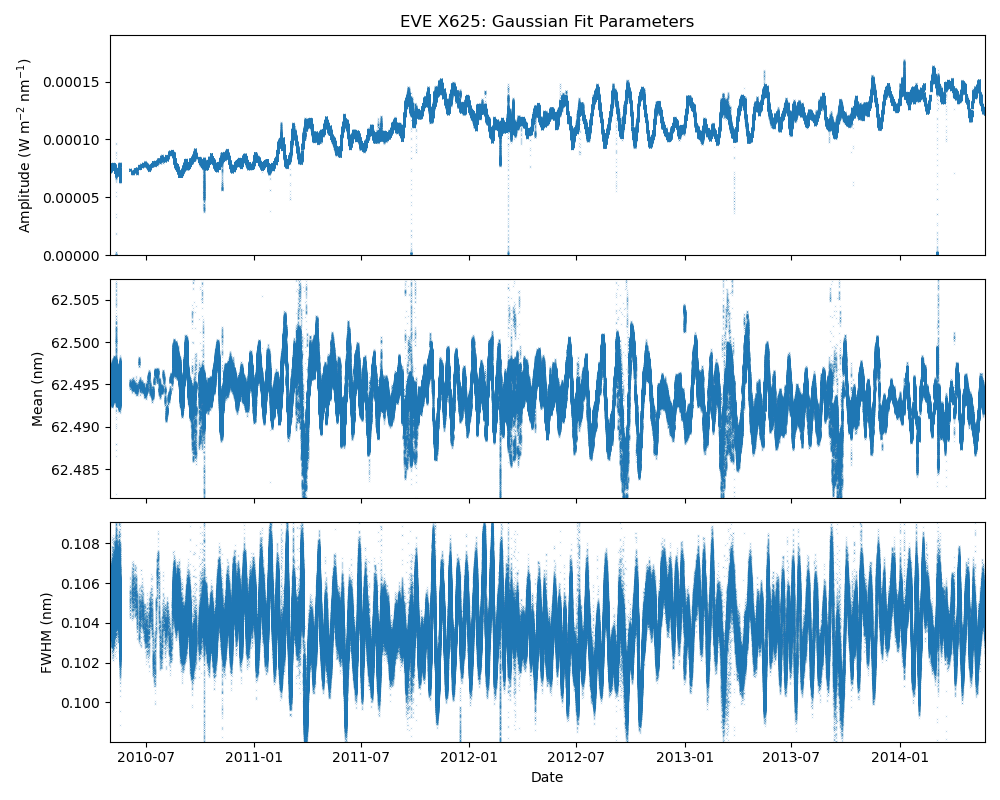 EVE X625: Gaussian Fit Parameters
Amplitude (W m⁻² nm⁻¹)
0.00015
0.00010
0.00005
0.00000
Mean (nm)
62.505
62.500
62.495
62.490
62.485
FWHM (nm)
0.108
0.106
0.104
0.102
0.100
2010-07 2011-01 2011-07 2012-01 2012-07 2013-01 2013-07 2014-01
Date